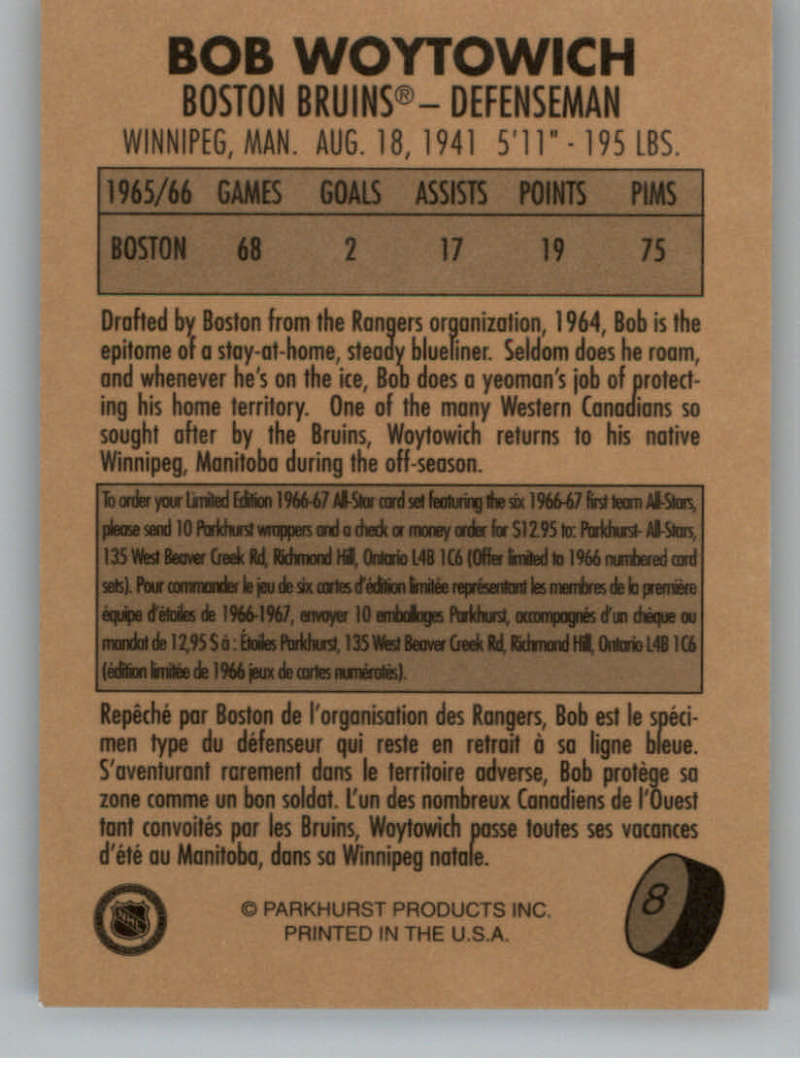 BOB WOYTOWICH
BOSTON BRUINS® – DEFENSEMAN
WINNIPEG, MAN. AUG. 18, 1941 5'11" - 195 LBS.
1965/66 GAMES GOALS ASSISTS POINTS PIMS
BOSTON 68 2 17 19 75
Drafted by Boston from the Rangers organization, 1964, Bob is the
epitome of a stay-at-home, steady blueliner. Seldom does he roam,
and whenever he's on the ice, Bob does a yeoman's job of protect-
ing his home territory. One of the many Western Canadians so
sought after by the Bruins, Woytowich returns to his native
Winnipeg, Manitoba during the off-season.
To order your Limited Edition 1966-67 All-Star card set featuring the six 1966-67 first team All-Stars,
please send 10 Parkhurst wrappers and a check or money order for $12.95 to: Parkhurst- All-Stars,
135 West Beaver Creek Rd, Richmond Hill, Ontario L4B 1C6 (Offer limited to 1966 numbered card
sets). Pour commander le jeu de six cartes d'édition limitée représentant les membres de la première
équipe d'étoiles de 1966-1967, envoyer 10 emballages Parkhurst, accompagnés d'un chèque ou
mandat de 12,95 $ à : Étoiles Parkhurst, 135 West Beaver Creek Rd, Richmond Hill, Ontario L4B 1C6
(édition limitée de 1966 jeux de cartes numérotés).
Repêché par Boston de l'organisation des Rangers, Bob est le spéci-
men type du défenseur qui reste en retrait à sa ligne bleue.
S'aventurant rarement dans le territoire adverse, Bob protège sa
zone comme un bon soldat. L'un des nombreux Canadiens de l'Ouest
tant convoités par les Bruins, Woytowich passe toutes ses vacances
d'été au Manitoba, dans sa Winnipeg natale.
NHL
© PARKHURST PRODUCTS INC.
PRINTED IN THE U.S.A.
8